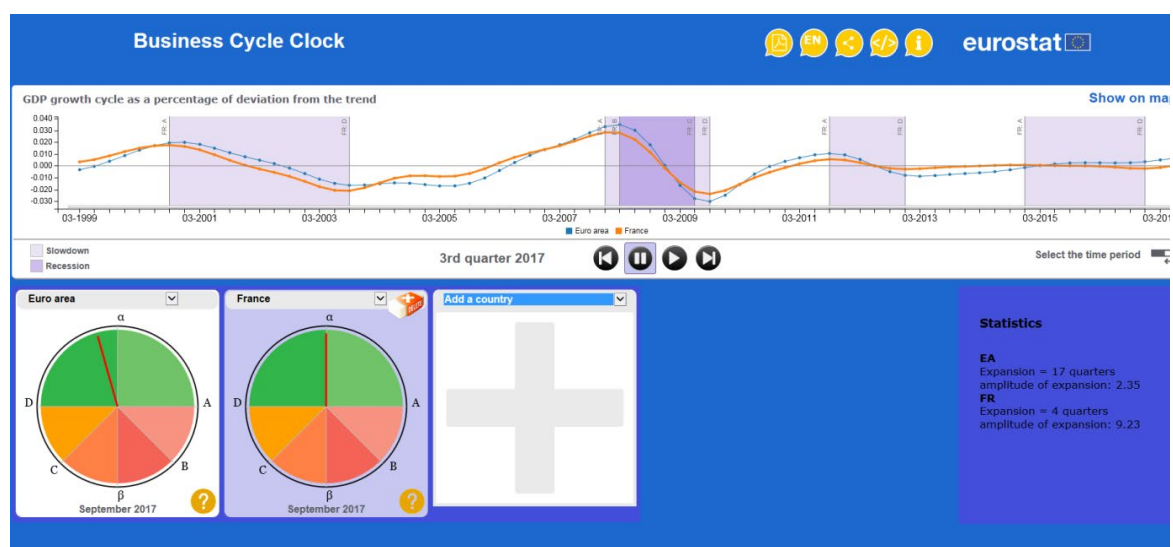 Business Cycle Clock
EN
</>
i
eurostat
GDP growth cycle as a percentage of deviation from the trend
Show on map
0.040
0.030
0.020
0.010
0.000
-0.010
-0.020
-0.030
FR: A
FR: D
FR: A
FR: B
FR: C
FR: D
FR: A
FR: D
FR: A
FR: D
03-1999
03-2001
03-2003
03-2005
03-2007
03-2009
03-2011
03-2013
03-2015
03-201
Euro area France
Slowdown
Recession
3rd quarter 2017
Select the time period
Euro area
France
Add a country
α
D
A
C
B
β
September 2017
?
α
D
A
C
B
β
September 2017
?
Statistics
EA
Expansion = 17 quarters
amplitude of expansion: 2.35
FR
Expansion = 4 quarters
amplitude of expansion: 9.23